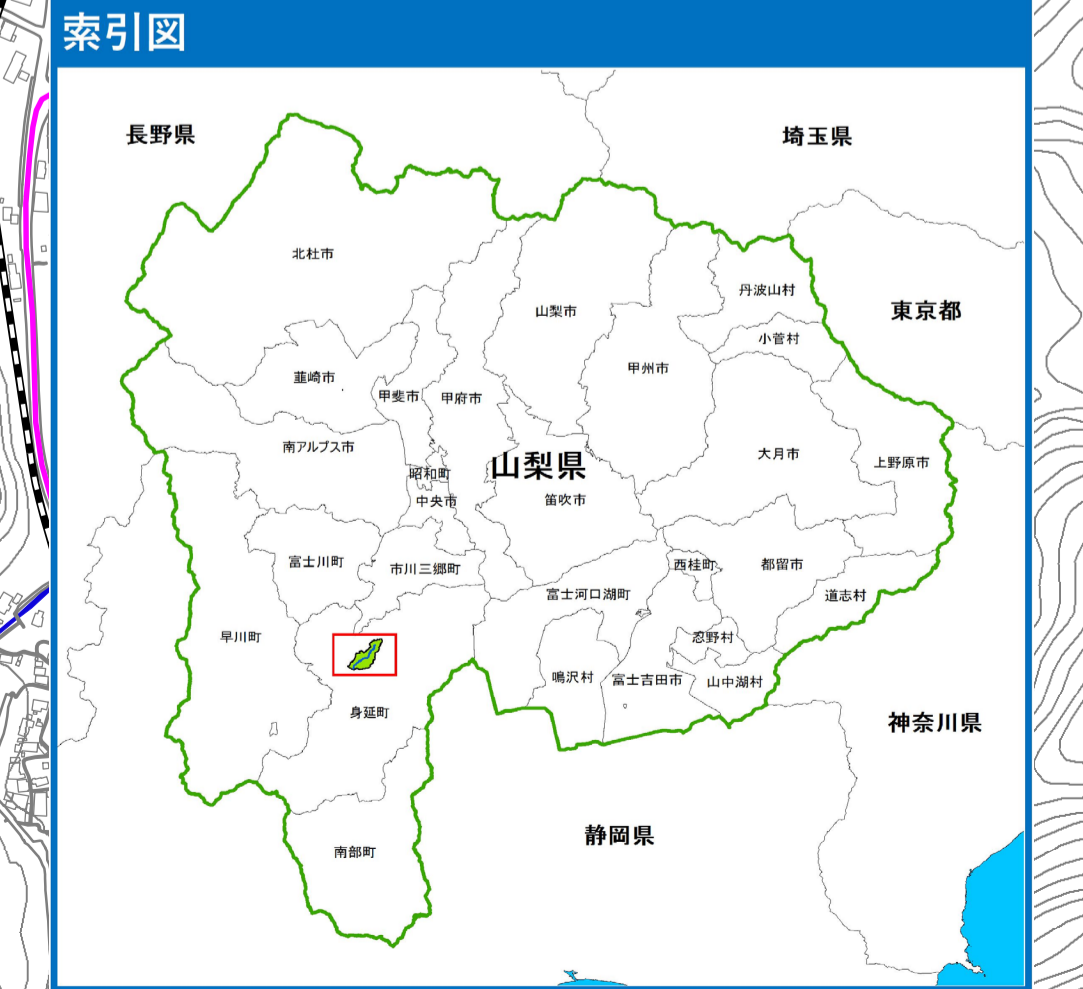 索引図
長野県
埼玉県
北杜市
丹波山村
山梨市
東京都
小菅村
甲州市
韮崎市
甲斐市
甲府市
南アルプス市
大月市
山梨県
上野原市
昭和町
中央市
笛吹市
富士川町
市川三郷町
西桂町
都留市
富士河口湖町
道志村
早川町
忍野村
鳴沢村
富士吉田市
山中湖村
身延町
神奈川県
静岡県
南部町